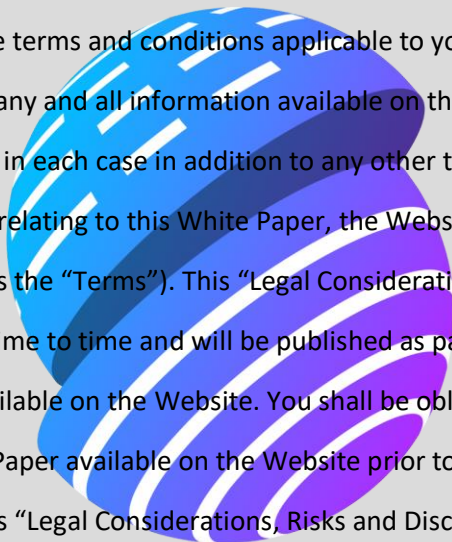 e terms and conditions applicable to yo
any and all information available on th
in each case in addition to any other t
relating to this White Paper, the Webs
s the “Terms”). This “Legal Considerati
ime to time and will be published as pa
ilable on the Website. You shall be obl
Paper available on the Website prior to
s “Legal Considerations, Risks and Disc